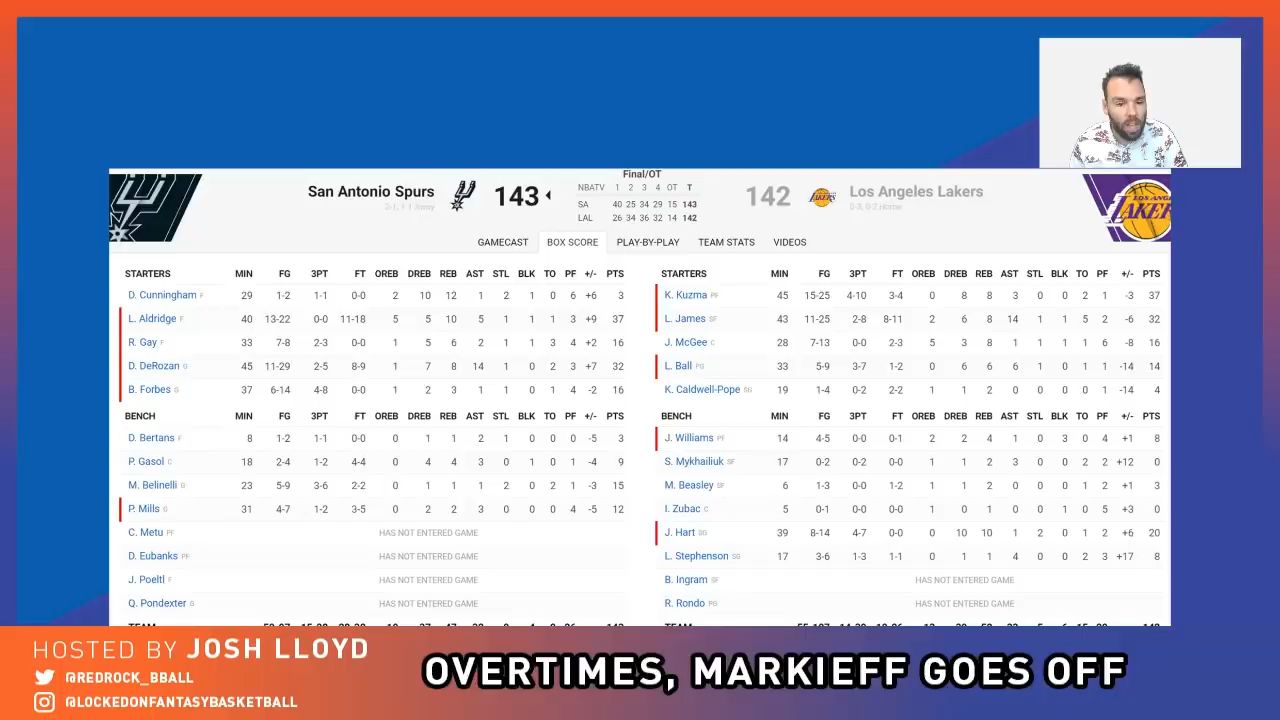 Final/OT
San Antonio Spurs 143 NBATV 1 2 3 4 OT T 142 Los Angeles Lakers
SA 40 25 34 29 15 143
LAL 26 34 36 32 14 142
GAMECAST BOX SCORE PLAY-BY-PLAY TEAM STATS VIDEOS
STARTERS MIN FG 3PT FT OREB DREB REB AST STL BLK TO PF +/- PTS
D. Cunningham F 29 1-2 1-1 0-0 2 10 12 1 2 1 0 6 +6 3
L. Aldridge F 40 13-22 0-0 11-18 5 5 10 5 1 1 1 3 +9 37
R. Gay F 33 7-8 2-3 0-0 1 5 6 2 1 1 3 4 +2 16
D. DeRozan G 45 11-29 2-5 8-9 1 7 8 14 1 0 2 3 +7 32
B. Forbes G 37 6-14 4-8 0-0 1 2 3 1 1 0 1 4 -2 16
BENCH MIN FG 3PT FT OREB DREB REB AST STL BLK TO PF +/- PTS
D. Bertans F 8 1-2 1-1 0-0 0 1 1 2 1 0 0 0 -5 3
P. Gasol C 18 2-4 1-2 4-4 0 4 4 3 0 1 0 1 -4 9
M. Belinelli G 23 5-9 3-6 2-2 0 1 1 1 2 0 2 1 -3 15
P. Mills G 31 4-7 1-2 3-5 0 2 2 3 0 0 0 4 -5 12
C. Metu PF HAS NOT ENTERED GAME
D. Eubanks PF HAS NOT ENTERED GAME
J. Poeltl F HAS NOT ENTERED GAME
Q. Pondexter G HAS NOT ENTERED GAME
STARTERS MIN FG 3PT FT OREB DREB REB AST STL BLK TO PF +/- PTS
K. Kuzma PF 45 15-25 4-10 3-4 0 8 8 3 0 0 2 1 -3 37
L. James SF 43 11-25 2-8 8-11 2 6 8 14 1 1 5 2 -6 32
J. McGee C 28 7-13 0-0 2-3 5 3 8 1 1 1 1 6 -8 16
L. Ball PG 33 5-9 3-7 1-2 0 6 6 6 1 0 1 1 -14 14
K. Caldwell-Pope SG 19 1-4 0-2 2-2 1 1 2 0 0 0 0 1 -14 4
BENCH MIN FG 3PT FT OREB DREB REB AST STL BLK TO PF +/- PTS
J. Williams PF 14 4-5 0-0 0-1 2 2 4 1 0 3 0 4 +1 8
S. Mykhailiuk SF 17 0-2 0-2 0-0 1 1 2 3 0 0 2 2 +12 0
M. Beasley SF 6 1-3 0-0 1-2 1 1 2 0 0 0 1 2 +1 3
I. Zubac C 5 0-1 0-0 0-0 1 0 1 0 0 1 0 5 +3 0
J. Hart SG 39 8-14 4-7 0-0 0 10 10 1 2 0 1 2 +6 20
L. Stephenson SG 17 3-6 1-3 1-1 0 1 1 4 0 0 2 3 +17 8
B. Ingram SF HAS NOT ENTERED GAME
R. Rondo PG HAS NOT ENTERED GAME
HOSTED BY JOSH LLOYD
@REDROCK_BBALL
@LOCKEDONFANTASYBASKETBALL
OVERTIMES, MARKIEFF GOES OFF